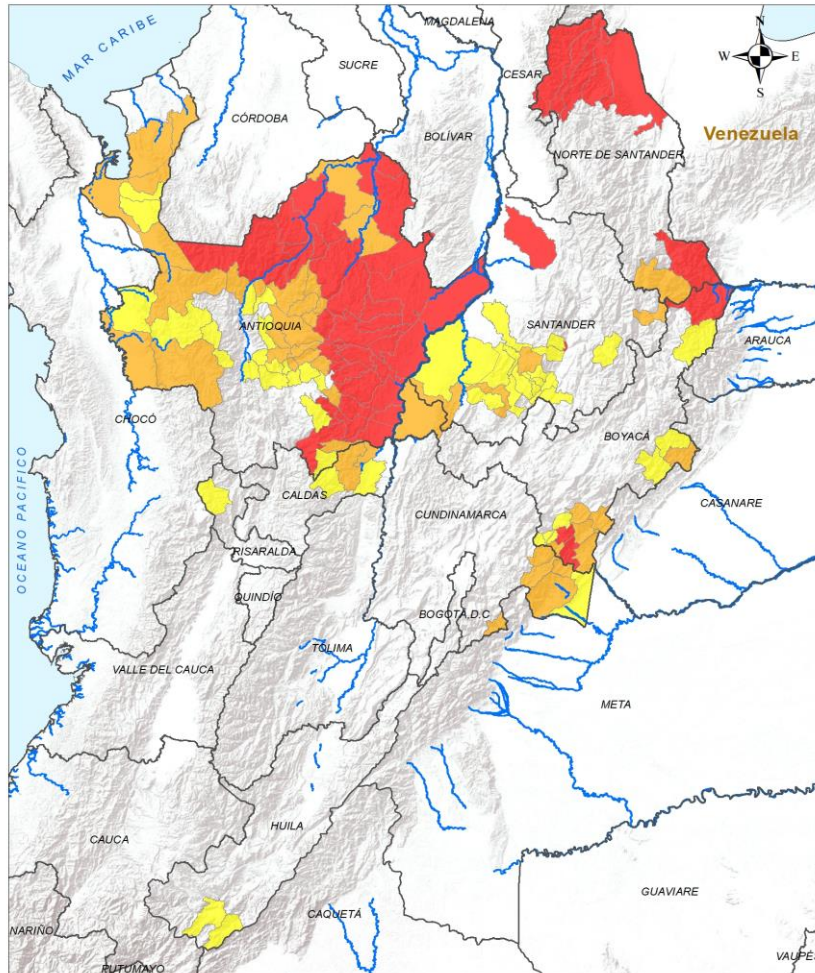 MAGDALENA
N
MAR CARIBE
W
E
SUCRE
CESAR
S
CÓRDOBA
BOLÍVAR
Venezuela
NORTE DE SANTANDER
ANTIOQUIA
SANTANDER
ARAUCA
CHOCÓ
BOYACÁ
OCEANO PACIFICO
CALDAS
CASANARE
CUNDINAMARCA
RISARALDA
QUINDÍO
BOGOTÁ D.C
TOLIMA
VALLE DEL CAUCA
META
HUILA
CAUCA
GUAVIARE
CAQUETÁ
NARIÑO
PUTUMAYO
VAUPÉS